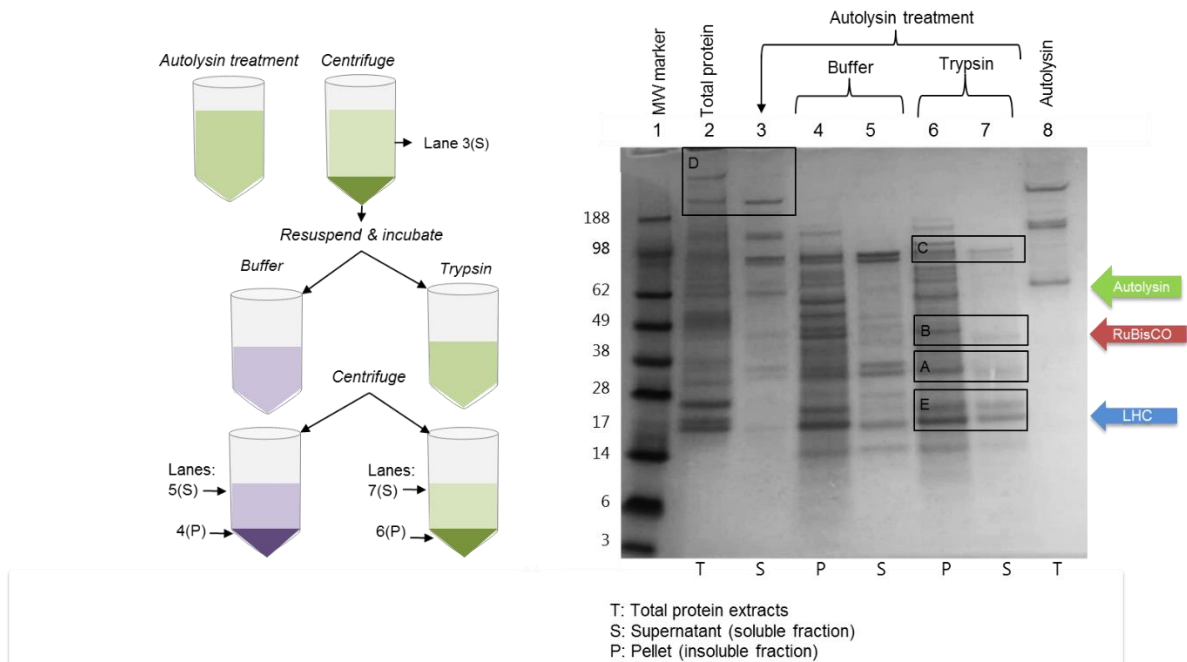 Autolysin treatment
Centrifuge
Lane 3(S)
Resuspend & incubate
Buffer
Trypsin
Centrifuge
Lanes:
5(S)
4(P)
Lanes:
7(S)
6(P)
Autolysin treatment
Buffer
Trypsin
MW marker
Total protein
Autolysin
1 2 3 4 5 6 7 8
D
188
98
62
49
38
28
17
14
6
3
C
B
A
E
Autolysin
RuBisCO
LHC
T S P S P S T
T: Total protein extracts
S: Supernatant (soluble fraction)
P: Pellet (insoluble fraction)